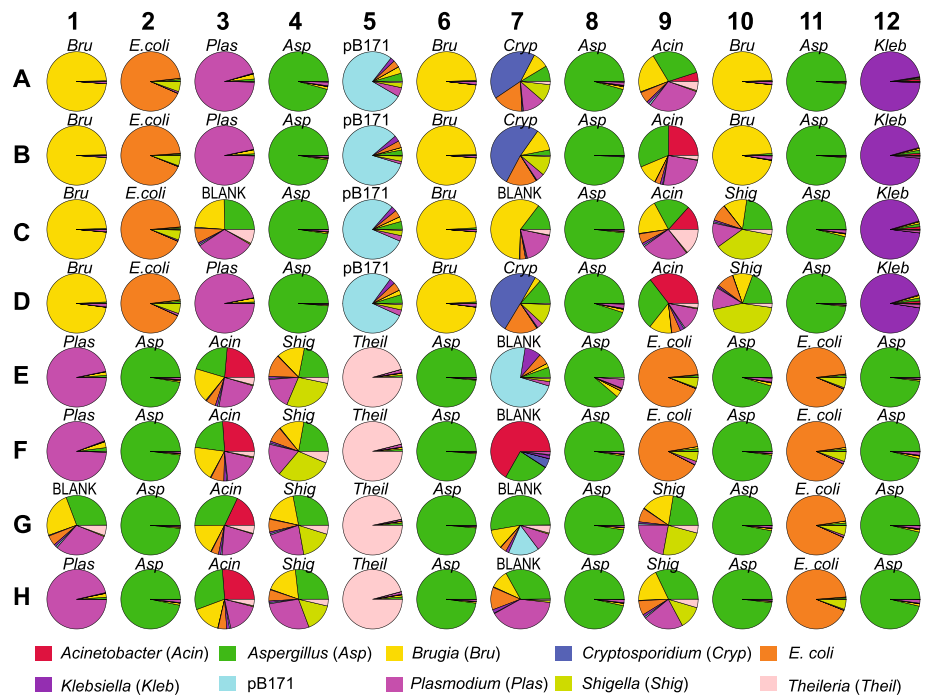 1 2 3 4 5 6 7 8 9 10 11 12
Bru E.coli Plas Asp pB171 Bru Cryp Asp Acin Bru Asp Kleb
A
Bru E.coli Plas Asp pB171 Bru Cryp Asp Acin Bru Asp Kleb
B
Bru E.coli BLANK Asp pB171 Bru BLANK Asp Acin Shig Asp Kleb
C
Bru E.coli Plas Asp pB171 Bru Cryp Asp Acin Shig Asp Kleb
D
Plas Asp Acin Shig Theil Asp BLANK Asp E. coli Asp E. coli Asp
E
Plas Asp Acin Shig Theil Asp BLANK Asp E. coli Asp E. coli Asp
F
BLANK Asp Acin Shig Theil Asp BLANK Asp Shig Asp E. coli Asp
G
Plas Asp Acin Shig Theil Asp BLANK Asp Shig Asp E. coli Asp
H
Acinetobacter (Acin) Aspergillus (Asp) Brugia (Bru) Cryptosporidium (Cryp) E. coli
Klebsiella (Kleb) pB171 Plasmodium (Plas) Shigella (Shig) Theileria (Theil)